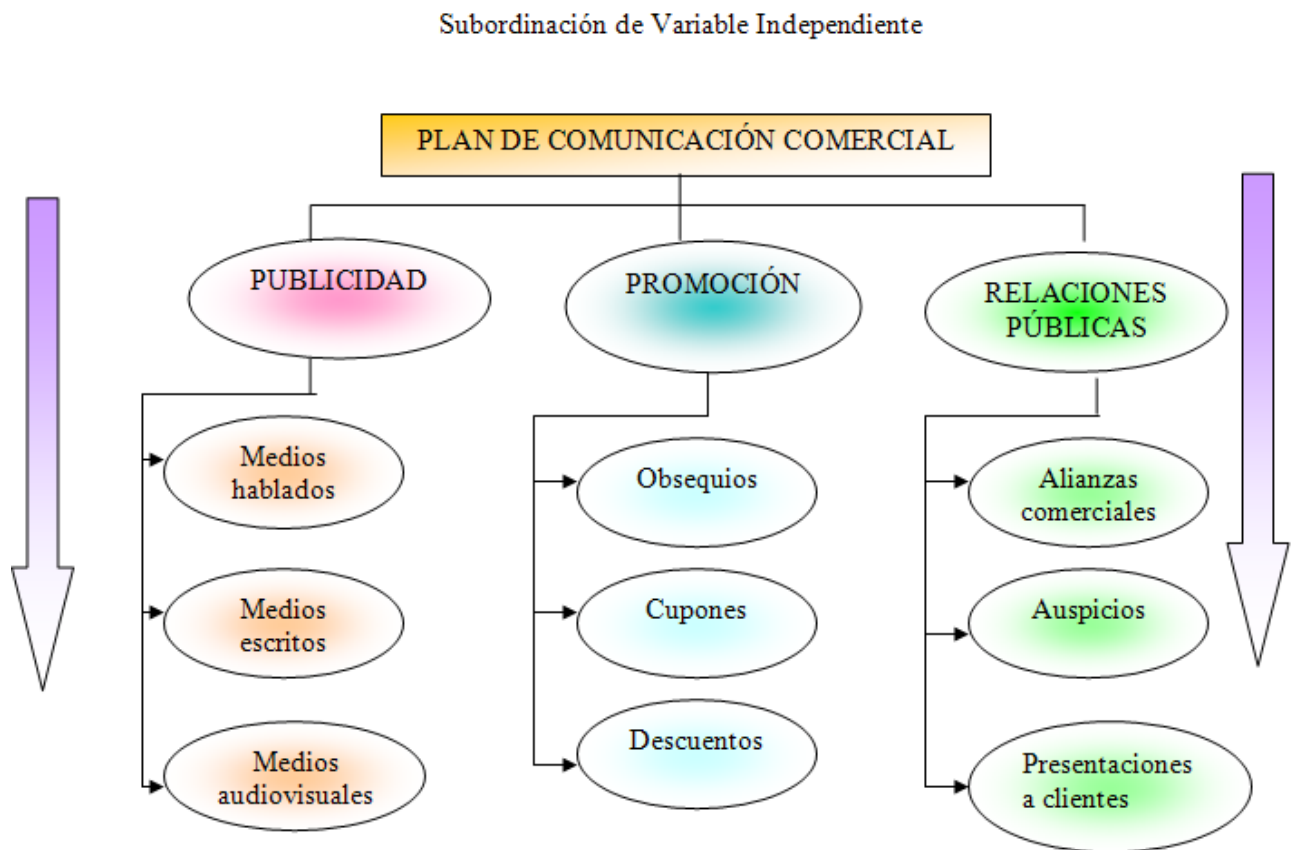 Subordinación de Variable Independiente
PLAN DE COMUNICACIÓN COMERCIAL
PUBLICIDAD
PROMOCIÓN
RELACIONES
PÚBLICAS
Medios
hablados
Medios
escritos
Medios
audiovisuales
Obsequios
Cupones
Descuentos
Alianzas
comerciales
Auspicios
Presentaciones
a clientes